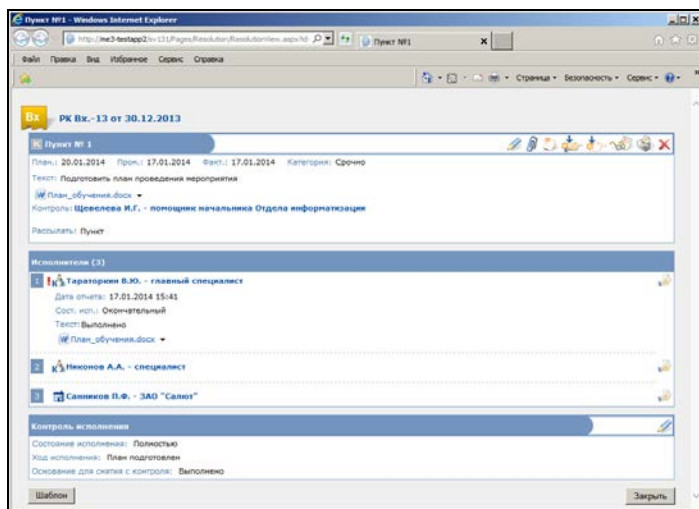 Пункт №1 - Windows Internet Explorer
Пункт №1
Файл Правка Вид Избранное Сервис Справка
Страница Безопасность Сервис
Вх РК Вх.-13 от 30.12.2013
К Пункт № 1
План.: 20.01.2014 Пром.: 17.01.2014 Факт.: 17.01.2014 Категория: Срочно
Текст: Подготовить план проведения мероприятия
План_обучения.docx
Контроль: Щевелева И.Г. - помощник начальника Отдела информатизации
Рассылать: Пункт
Исполнители (3)
1 Тараторкин В.Ю. - главный специалист
Дата отчета: 17.01.2014 15:41
Сост. исп.: Окончательный
Текст: Выполнено
План_обучения.docx
2 Никонов А.А. - специалист
3 Санников П.Ф. - ЗАО "Салют"
Контроль исполнения
Состояние исполнения: Полностью
Ход исполнения: План подготовлен
Основание для снятия с контроля: Выполнено
Шаблон Закрыть